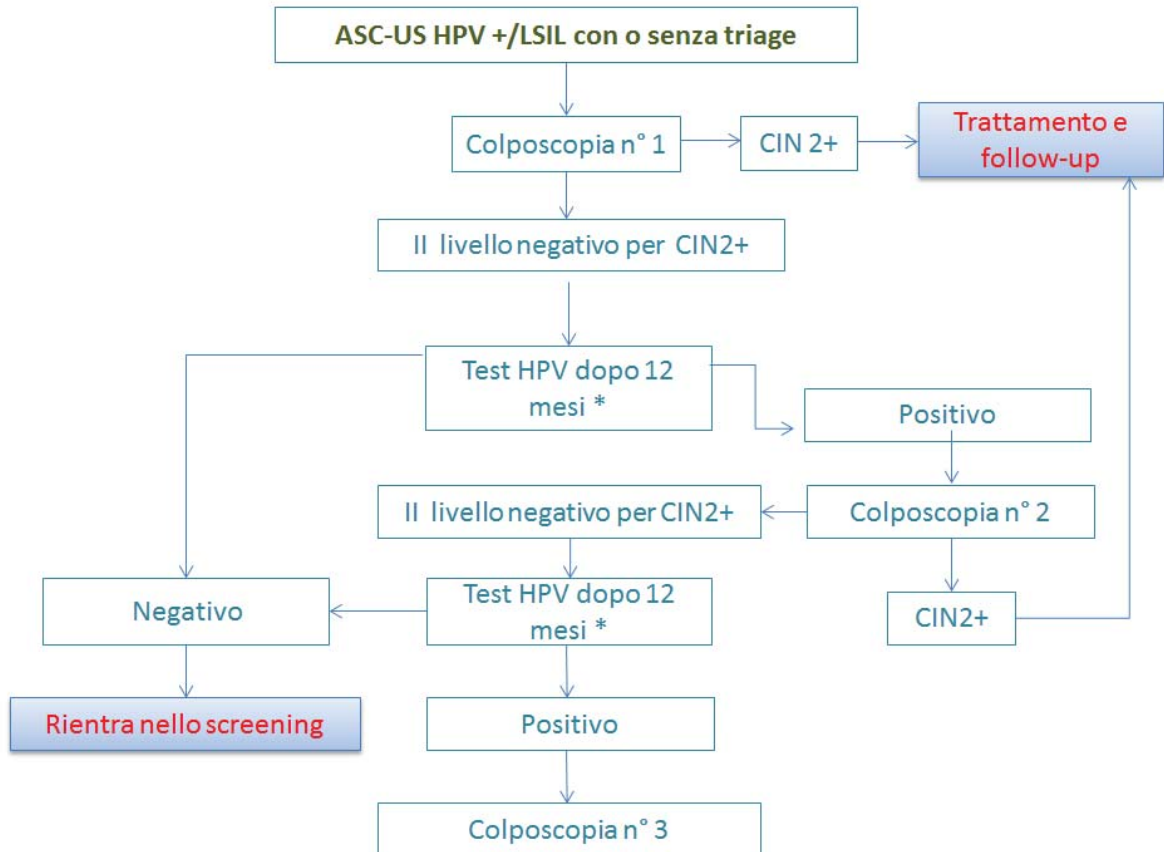 ASC-US HPV +/LSIL con o senza triage
Colposcopia n° 1
CIN 2+
Trattamento e
follow-up
II livello negativo per CIN2+
Test HPV dopo 12
mesi *
Positivo
II livello negativo per CIN2+
Colposcopia n° 2
Negativo
Test HPV dopo 12
mesi *
CIN2+
Rientra nello screening
Positivo
Colposcopia n° 3